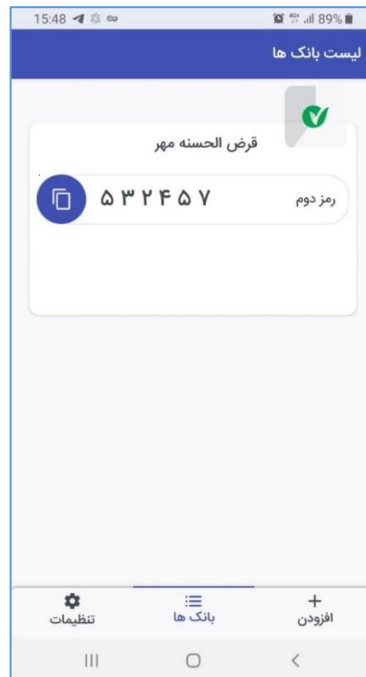 15:48 89%
لیست بانک ها
قرض الحسنه مهر
رمز دوم ۵۳۲۴۵۷
افزودن بانک ها تنظیمات